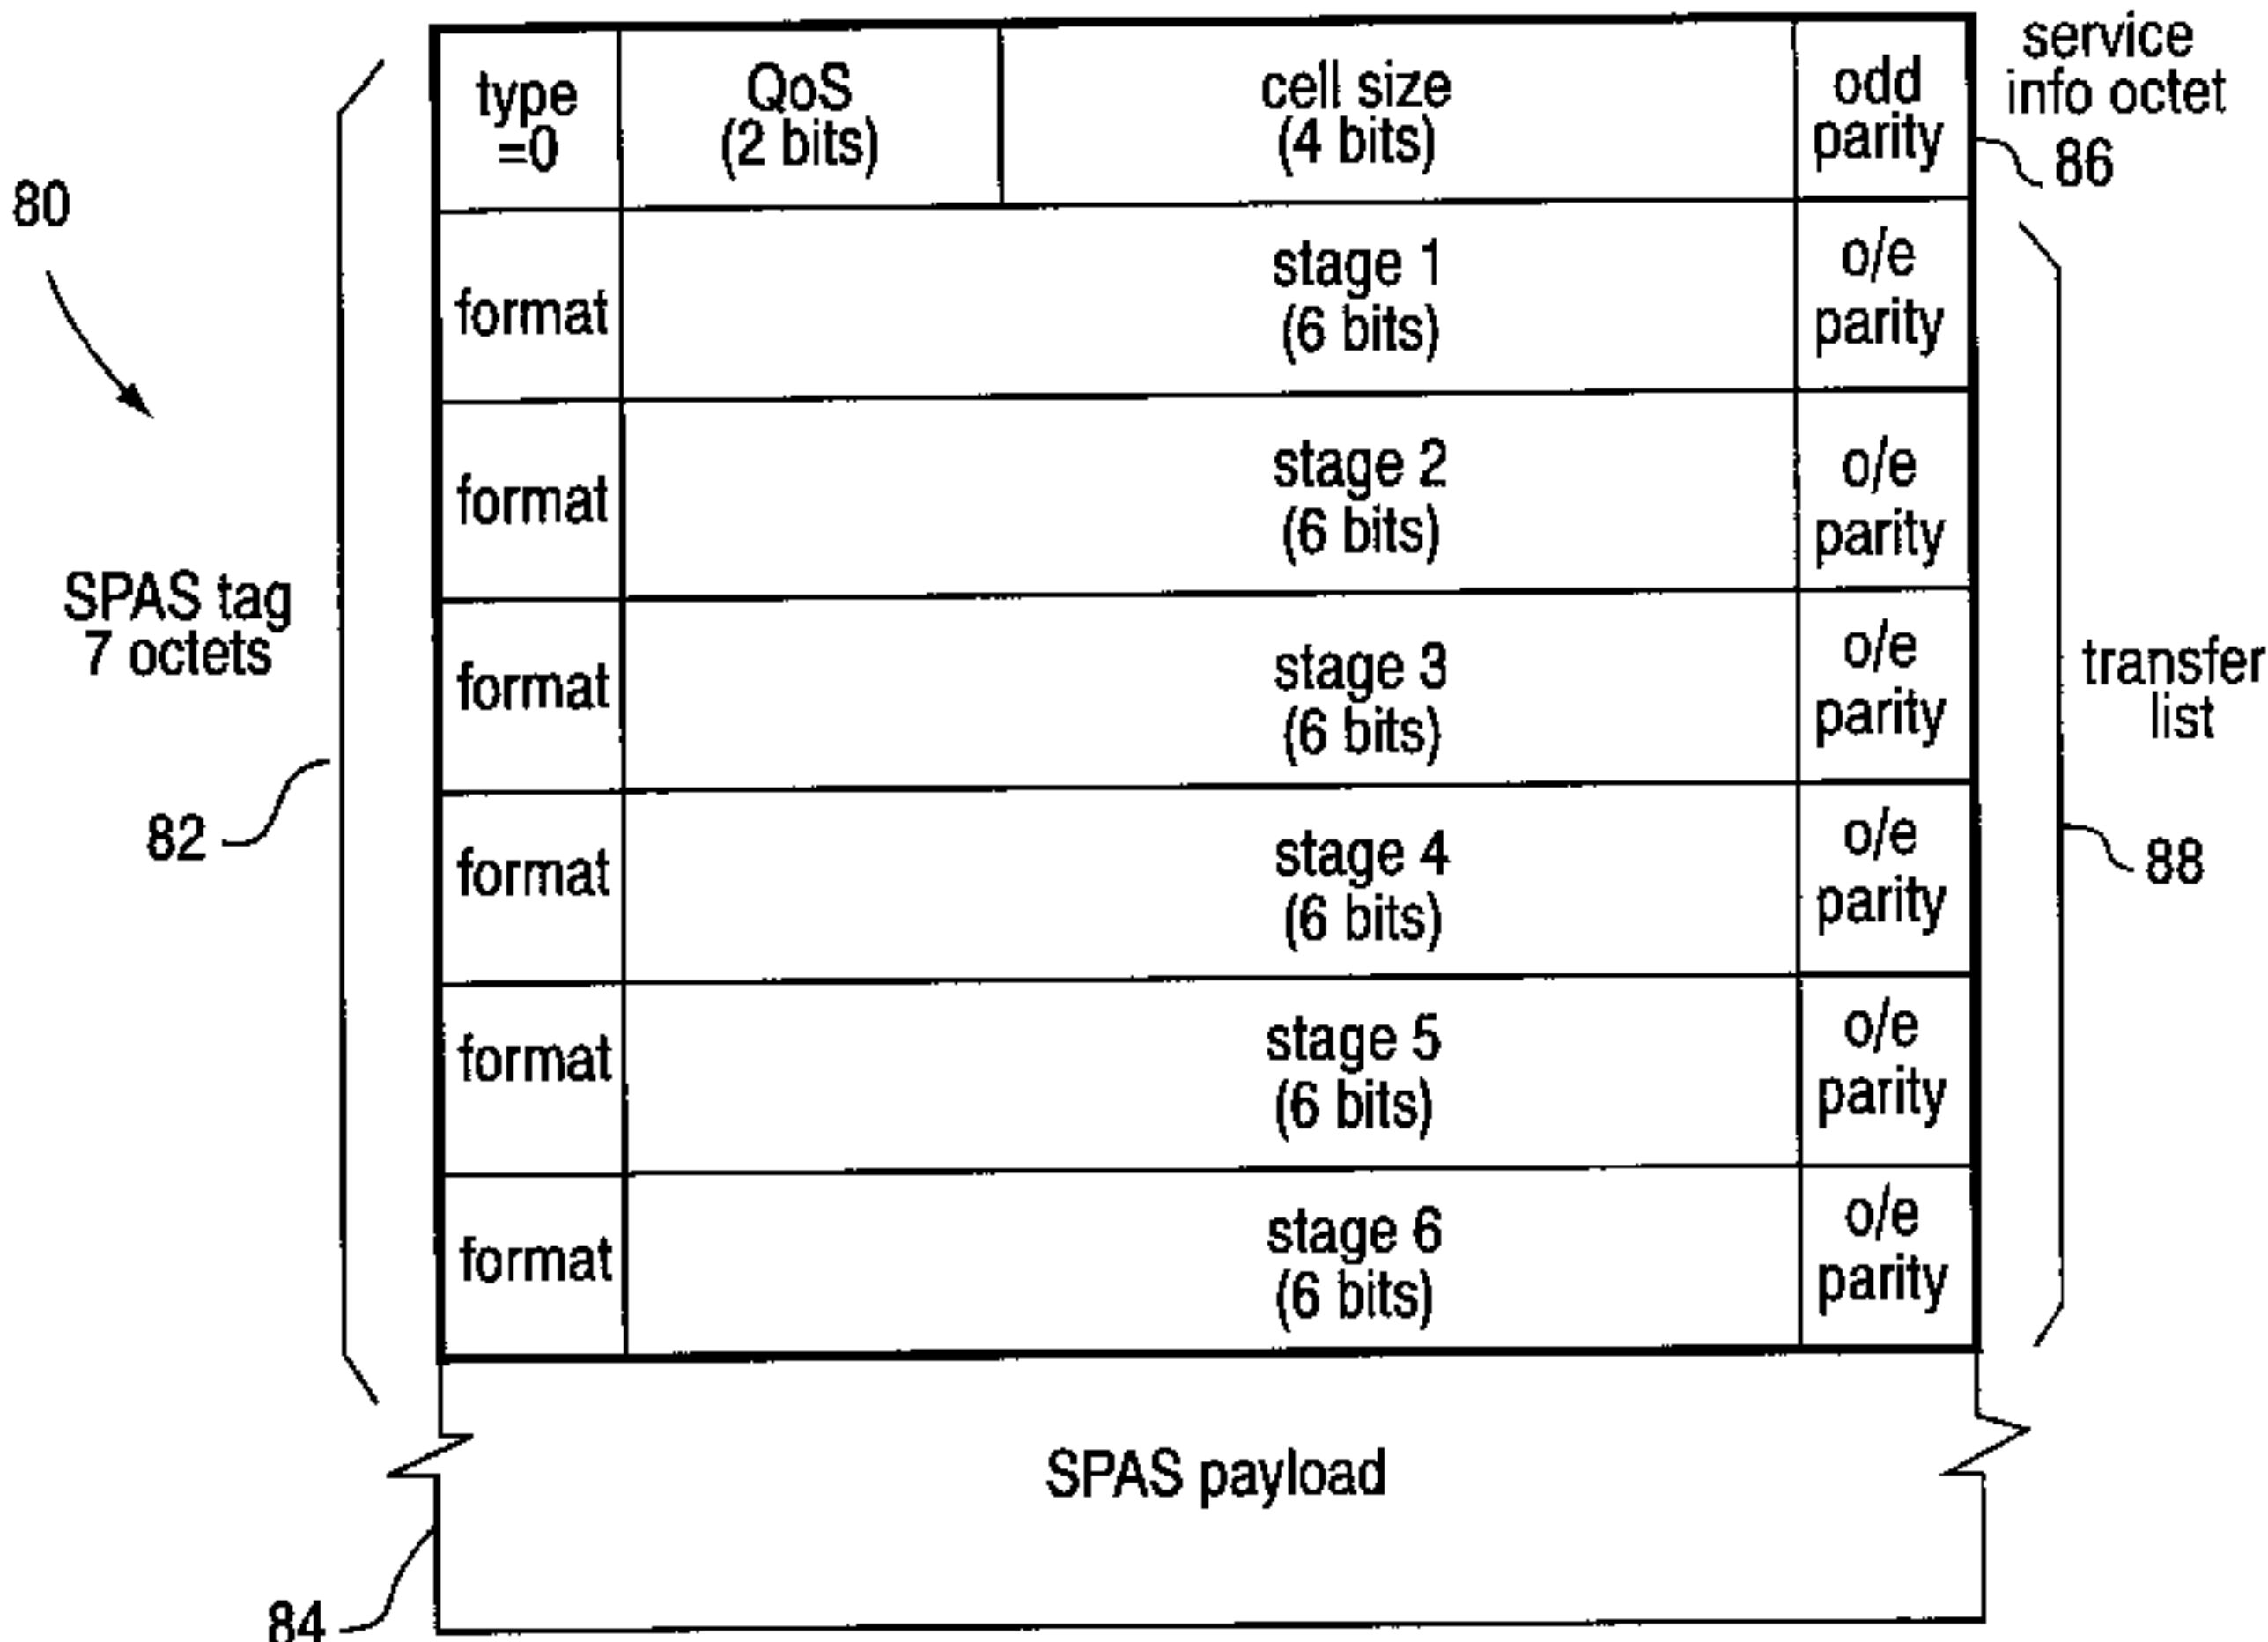 type
=0
QoS
(2 bits)
cell size
(4 bits)
odd
parity
service
info octet
86
80
format
stage 1
(6 bits)
o/e
parity
format
stage 2
(6 bits)
o/e
parity
SPAS tag
7 octets
82
format
stage 3
(6 bits)
o/e
parity
transfer
list
88
format
stage 4
(6 bits)
o/e
parity
format
stage 5
(6 bits)
o/e
parity
format
stage 6
(6 bits)
o/e
parity
SPAS payload
84